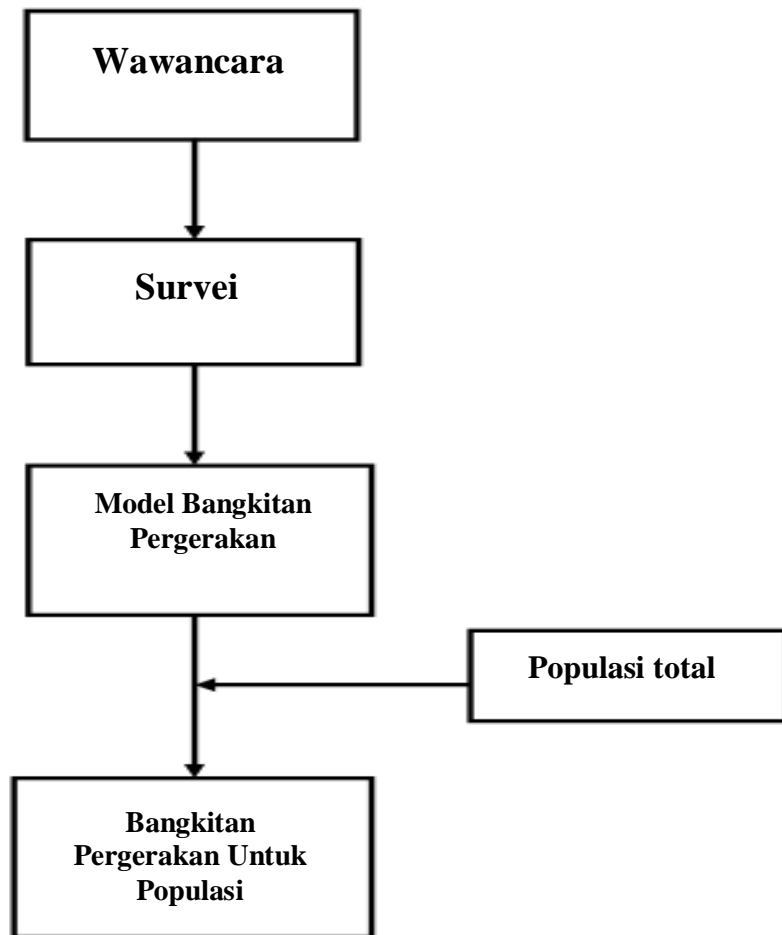 Wawancara
Survei
Model Bangkitan
Pergerakan
Populasi total
Bangkitan
Pergerakan Untuk
Populasi